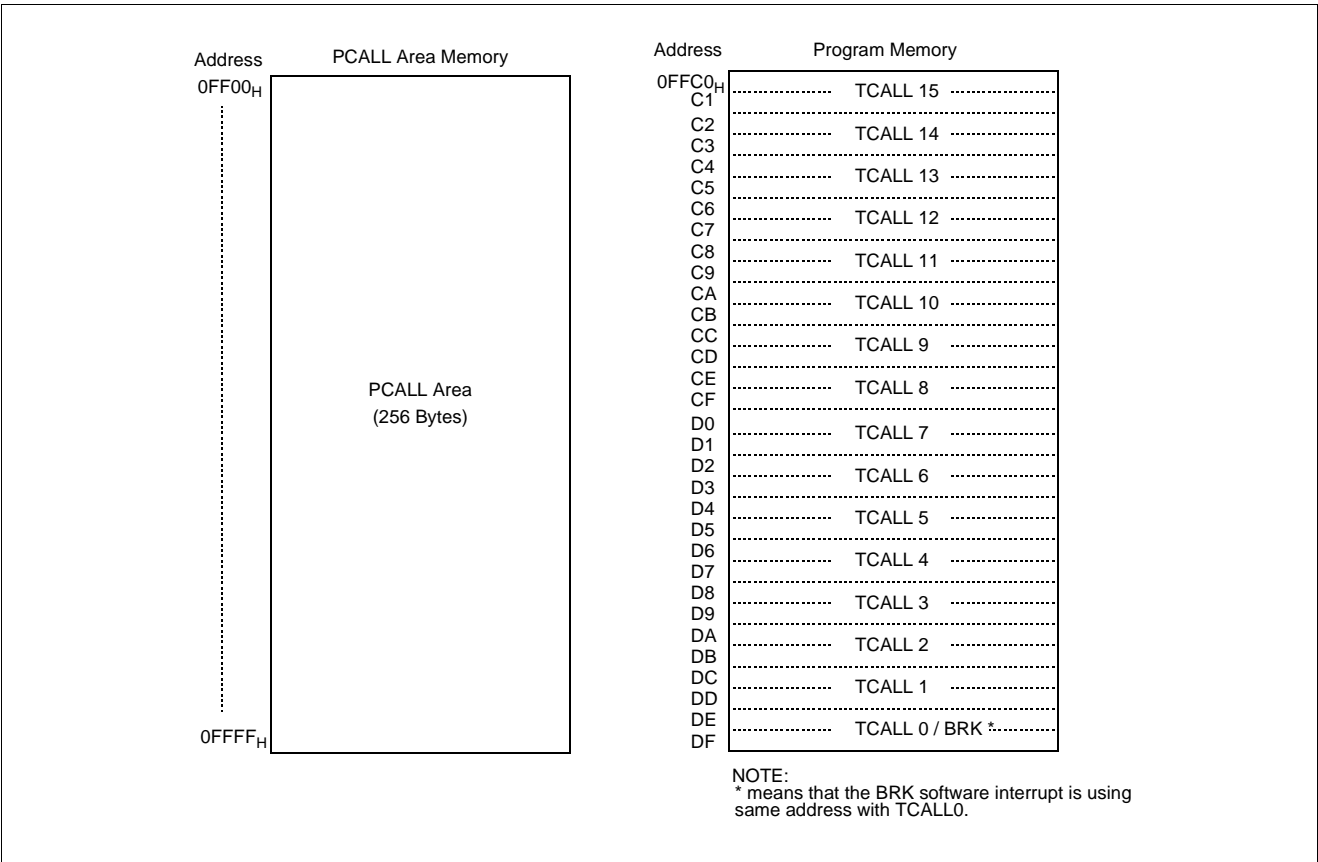 Address PCALL Area Memory
0FF00H
PCALL Area
(256 Bytes)
0FFFFH
Address Program Memory
0FFC0H
C1
TCALL 15
C2
C3
TCALL 14
C4
C5
TCALL 13
C6
C7
TCALL 12
C8
C9
TCALL 11
CA
CB
TCALL 10
CC
CD
TCALL 9
CE
CF
TCALL 8
D0
D1
TCALL 7
D2
D3
TCALL 6
D4
D5
TCALL 5
D6
D7
TCALL 4
D8
D9
TCALL 3
DA
DB
TCALL 2
DC
DD
TCALL 1
DE
DF
TCALL 0 / BRK *
NOTE:
* means that the BRK software interrupt is using
same address with TCALL0.